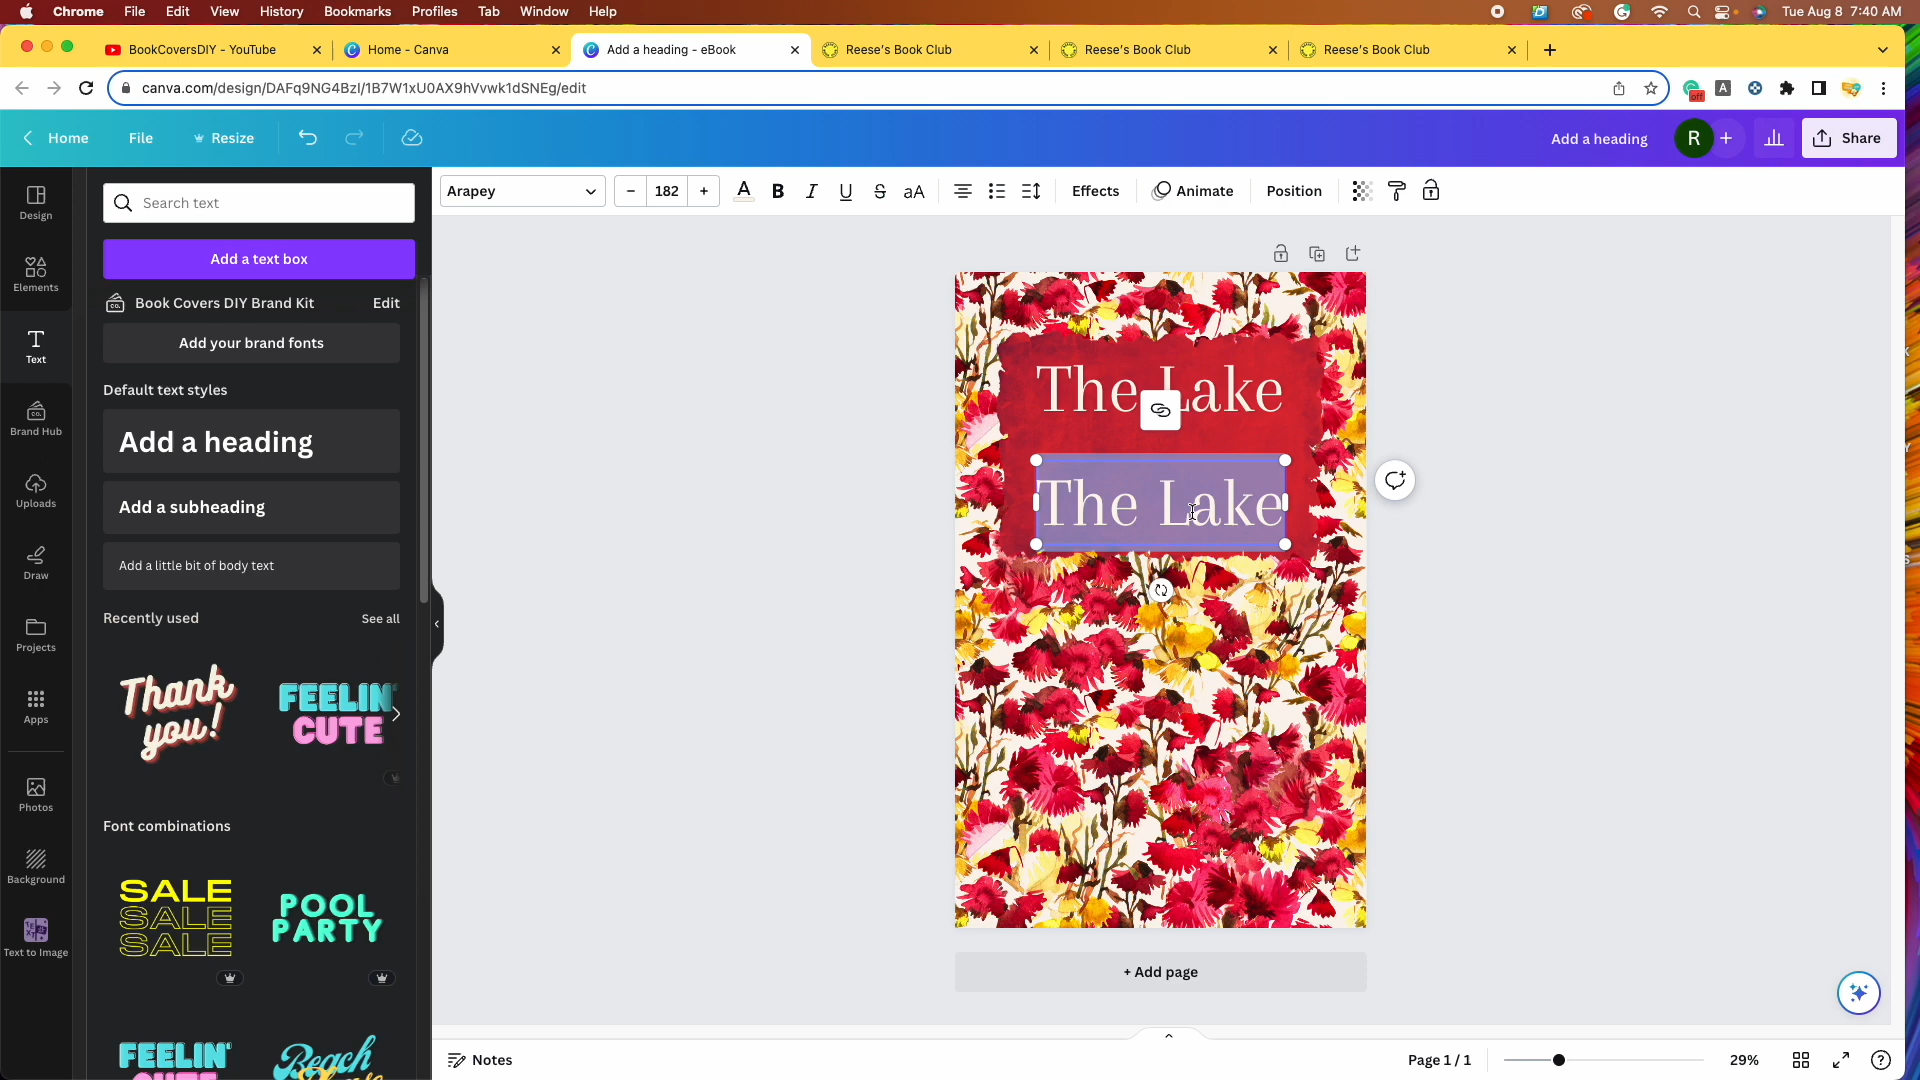 Chrome File Edit View History Bookmarks Profiles Tab Window Help
Tue Aug 8 7:40 AM
BookCoversDIY - YouTube
Home - Canva
Add a heading - eBook
Reese's Book Club
Reese's Book Club
Reese's Book Club
canva.com/design/DAFq9NG4BzI/1B7W1xU0AX9hVvwk1dSNEg/edit
off
A
Home
File
Resize
Add a heading
R
Share
Arapey
182
A B I U S aA
Effects
Animate
Position
Design
Elements
Text
Brand Hub
Uploads
Draw
Projects
Apps
Photos
Background
Text to Image
Search text
Add a text box
Book Covers DIY Brand Kit
Edit
Add your brand fonts
Default text styles
Add a heading
Add a subheading
Add a little bit of body text
Recently used
See all
Thank
you!
FEELIN'
CUTE
Font combinations
SALE
SALE
SALE
POOL
PARTY
FEELIN'
CUTE
Beach
The Lake
The Lake
+ Add page
Notes
Page 1 / 1
29%